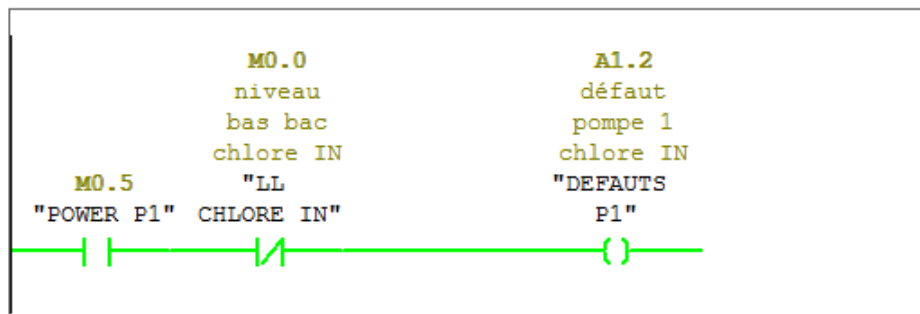 M0.0
niveau
bas bac
chlore IN
M0.5
"LL
"POWER P1"
CHLORE IN"
A1.2
défaut
pompe 1
chlore IN
"DEFAUTS
P1"